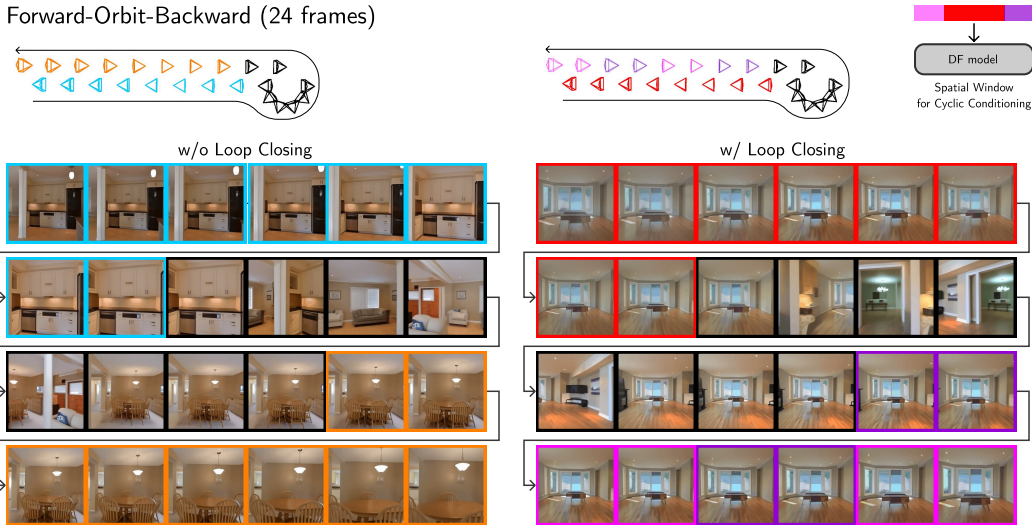 Forward-Orbit-Backward (24 frames)
DF model
Spatial Window
for Cyclic Conditioning
w/o Loop Closing
w/ Loop Closing